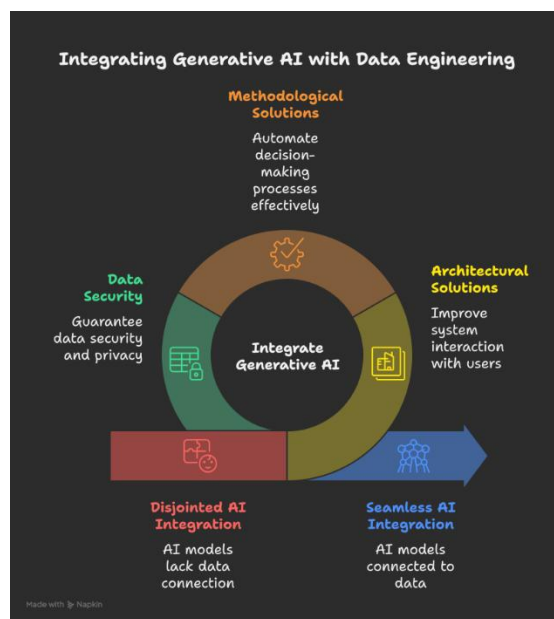 Integrating Generative AI with Data Engineering
Methodological
Solutions
Automate
decision-
making
processes
effectively
Data
Security
Guarantee
data security
and privacy
Architectural
Solutions
Improve
system
interaction
with users
Integrate
Generative AI
Disjointed AI
Integration
AI models
lack data
connection
Seamless AI
Integration
AI models
connected to
data
Made with Napkin